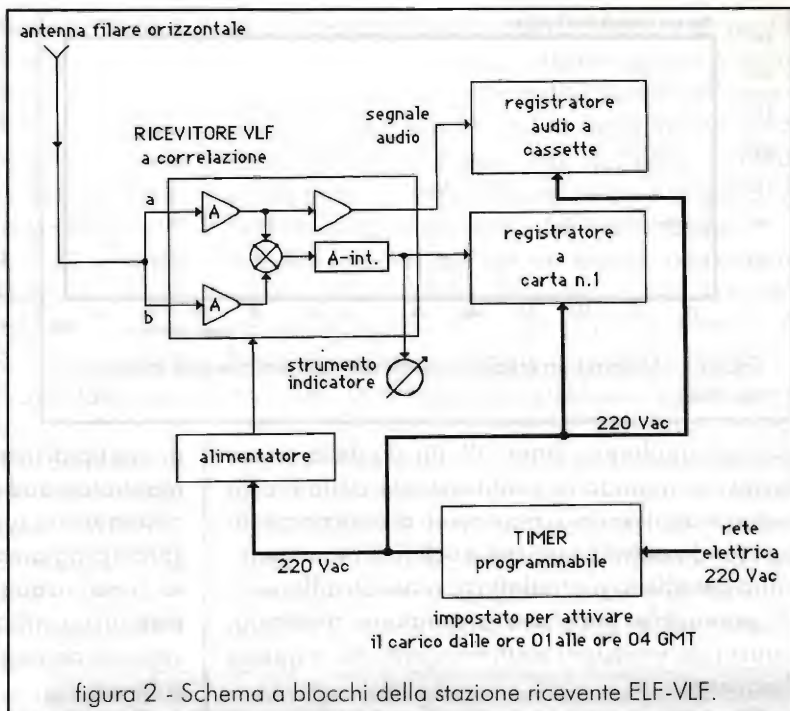 antenna filare orizzontale
RICEVITORE VLF
a correlazione
segnale
audio
registratore
audio a
cassette
a
A
A-int.
registratore
a
carta n.1
b
A
strumento
indicatore
220 Vac
alimentatore
220 Vac
TIMER
programmabile
rete
elettrica
220 Vac
impostato per attivare
il carico dalle ore 01 alle ore 04 GMT
figura 2 - Schema a blocchi della stazione ricevente ELF-VLF.